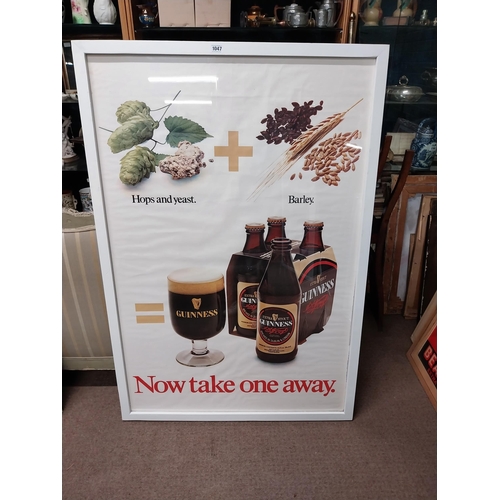 1047
+
Hops and yeast.
Barley.
=
GUINNESS
GUINNESS
GUINNESS
Now take one away.